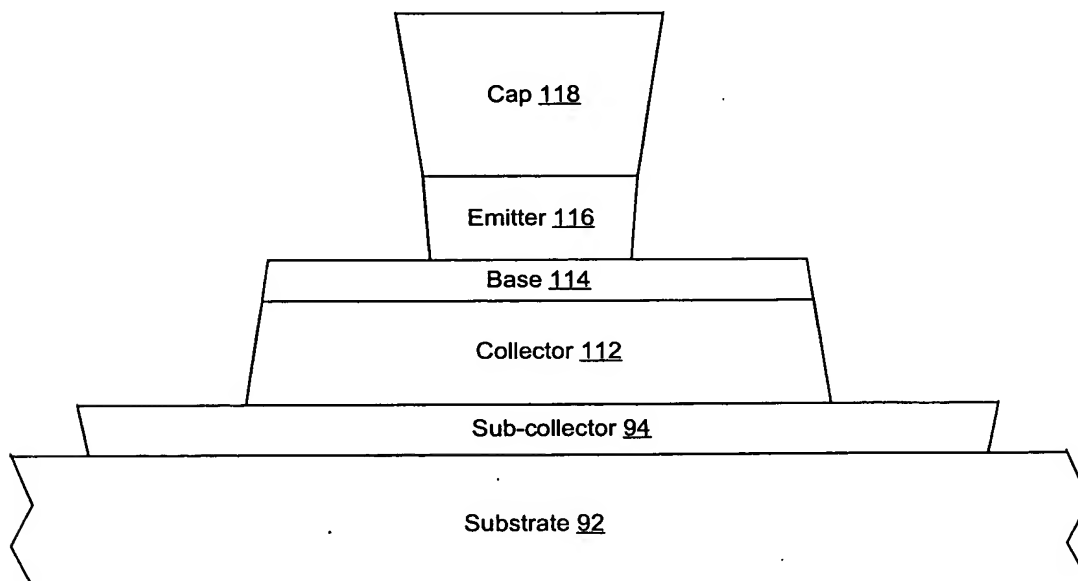 Cap 118
Emitter 116
Base 114
Collector 112
Sub-collector 94
Substrate 92